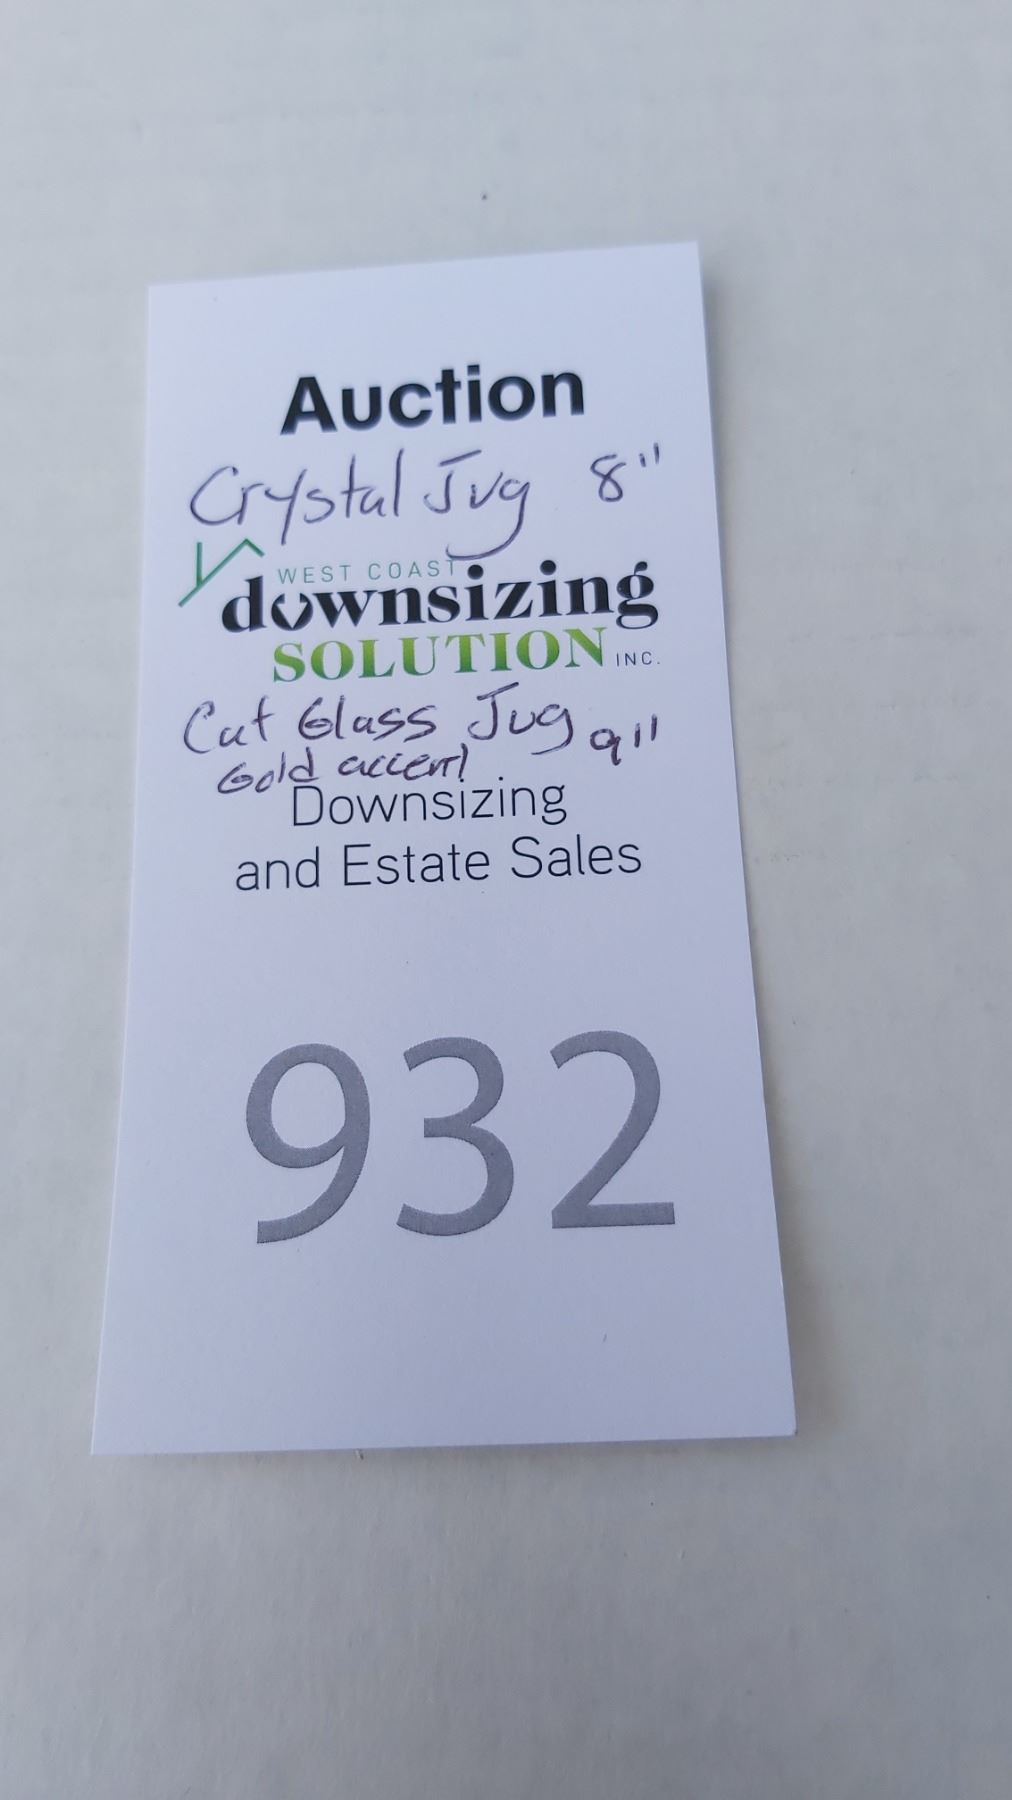 Auction
Crystal Jug 8"
WEST COAST
downsizing
SOLUTION INC.
Cut Glass Jug 9"
Gold accent
Downsizing
and Estate Sales
932